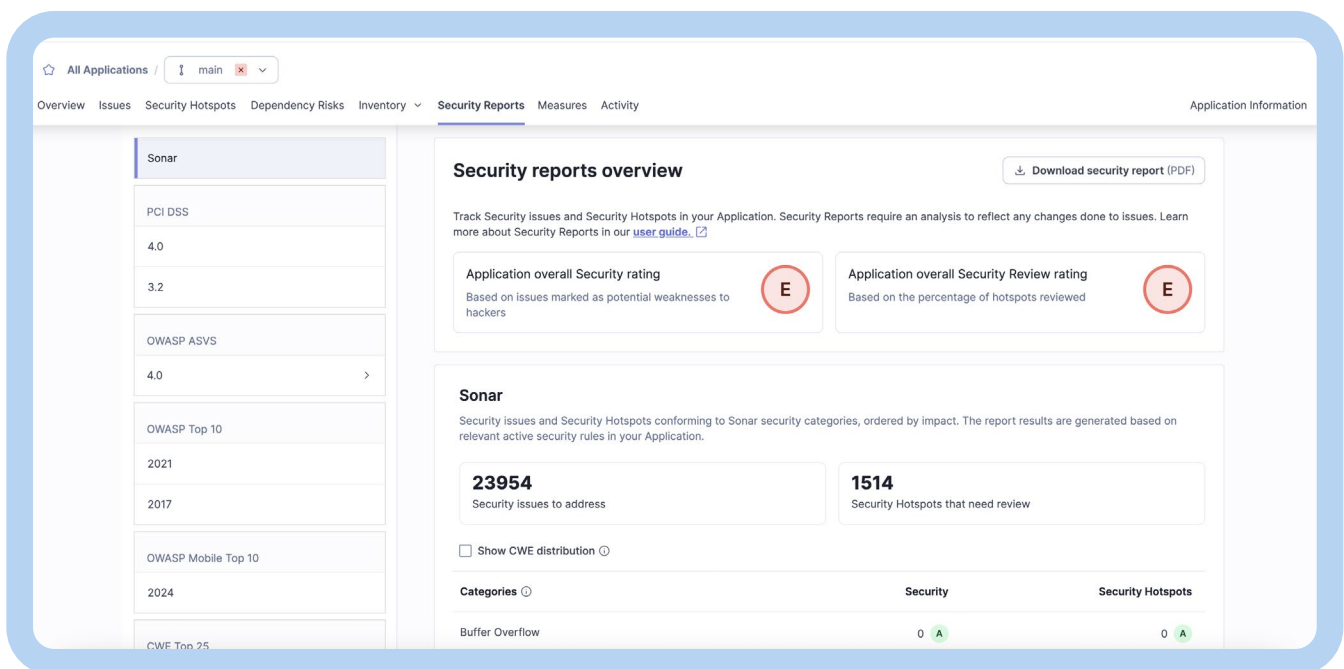 All Applications / main
Overview Issues Security Hotspots Dependency Risks Inventory Security Reports Measures Activity Application Information
Sonar
PCI DSS
4.0
3.2
OWASP ASVS
4.0
OWASP Top 10
2021
2017
OWASP Mobile Top 10
2024
CWE Top 25
Security reports overview
Download security report (PDF)
Track Security issues and Security Hotspots in your Application. Security Reports require an analysis to reflect any changes done to issues. Learn
more about Security Reports in our user guide.
Application overall Security rating
Based on issues marked as potential weaknesses to
hackers
E
Application overall Security Review rating
Based on the percentage of hotspots reviewed
E
Sonar
Security issues and Security Hotspots conforming to Sonar security categories, ordered by impact. The report results are generated based on
relevant active security rules in your Application.
23954
Security issues to address
1514
Security Hotspots that need review
Show CWE distribution
Categories Security Security Hotspots
Buffer Overflow 0 A 0 A